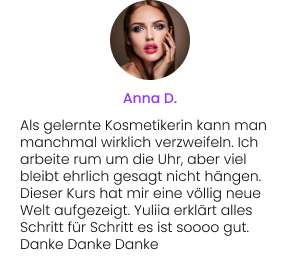 Anna D.
Als gelernte Kosmetikerin kann man
manchmal wirklich verzweifeln. Ich
arbeite rum um die Uhr, aber viel
bleibt ehrlich gesagt nicht hängen.
Dieser Kurs hat mir eine völlig neue
Welt aufgezeigt. Yuliia erklärt alles
Schritt für Schritt es ist soooo gut.
Danke Danke Danke